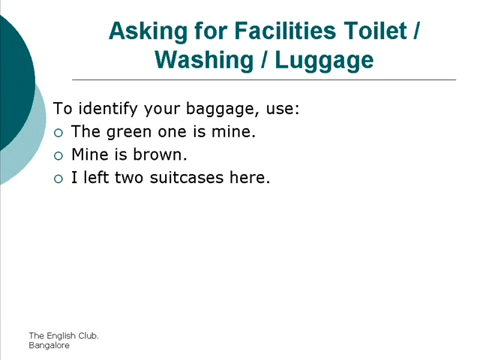 Asking for Facilities Toilet /
Washing / Luggage
To identify your baggage, use:
The green one is mine.
Mine is brown.
I left two suitcases here.
The English Club.
Bangalore